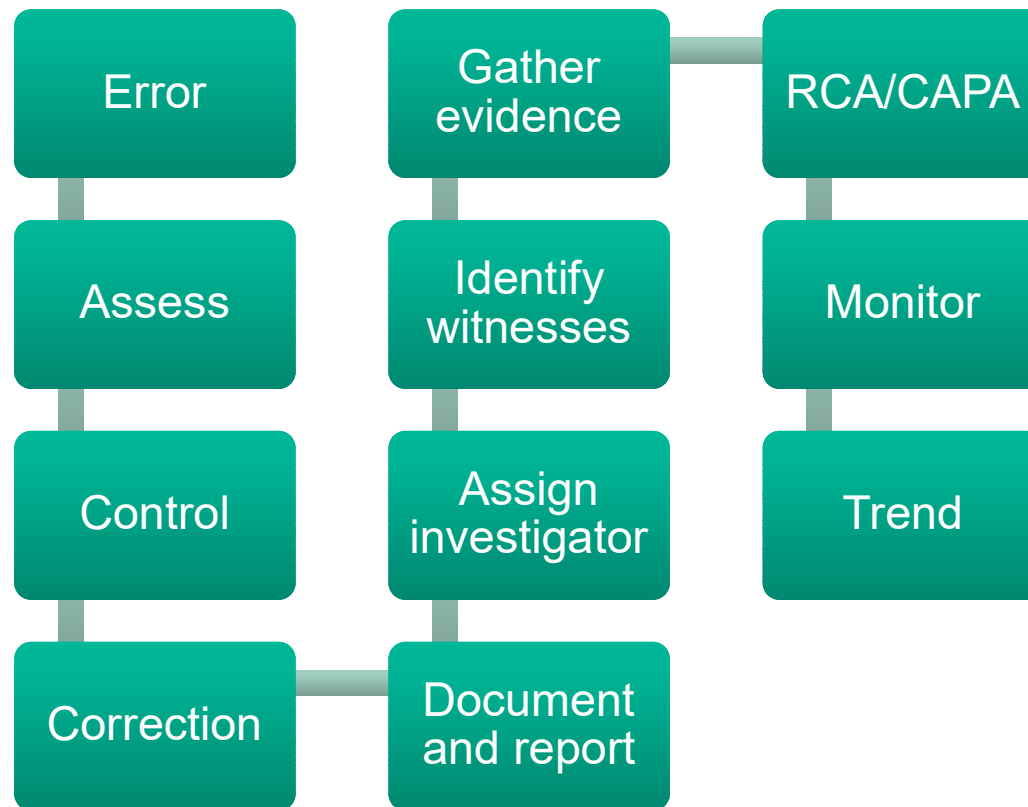 Error
Assess
Control
Correction
Document
and report
Assign
investigator
Identify
witnesses
Gather
evidence
RCA/CAPA
Monitor
Trend